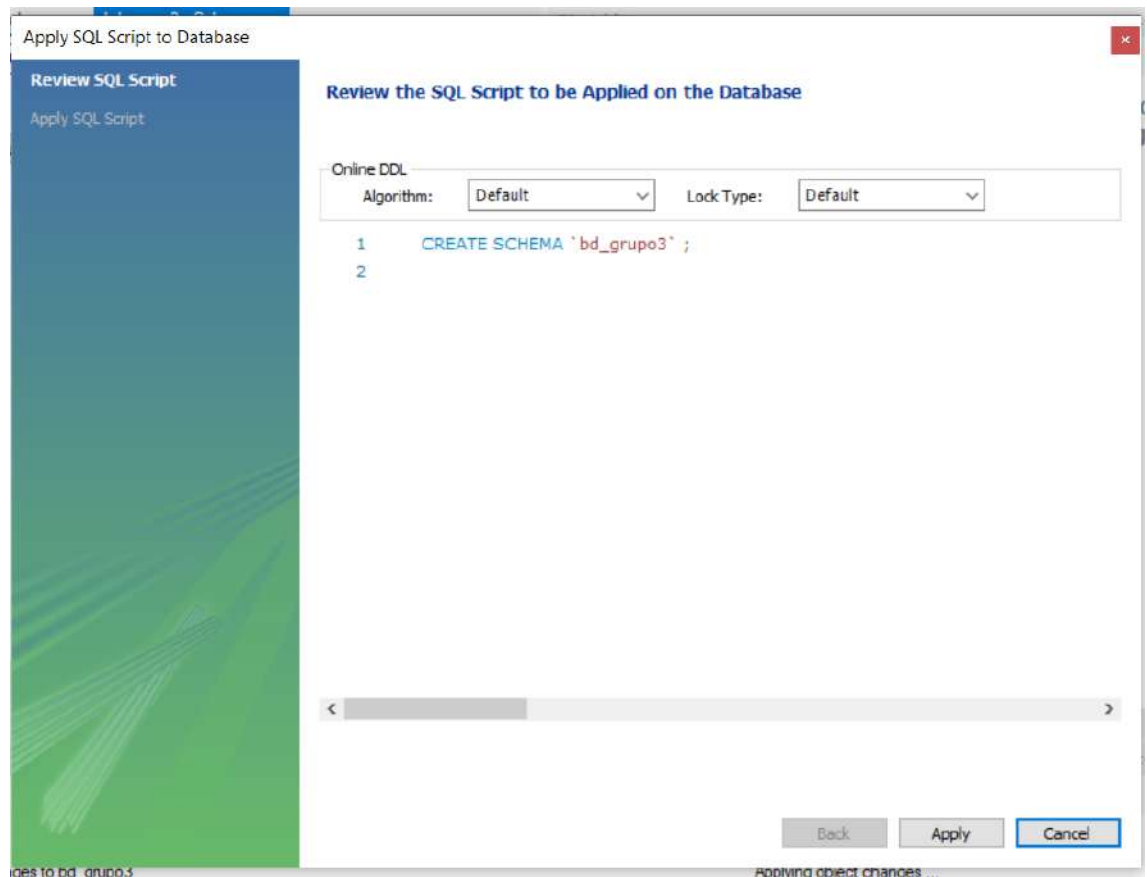 Apply SQL Script to Database
Review SQL Script
Apply SQL Script
Review the SQL Script to be Applied on the Database
Online DDL
Algorithm: Default Lock Type: Default
1 CREATE SCHEMA `bd_grupo3` ;
2
Back Apply Cancel
to bd_grupo3 Applying object changes ...